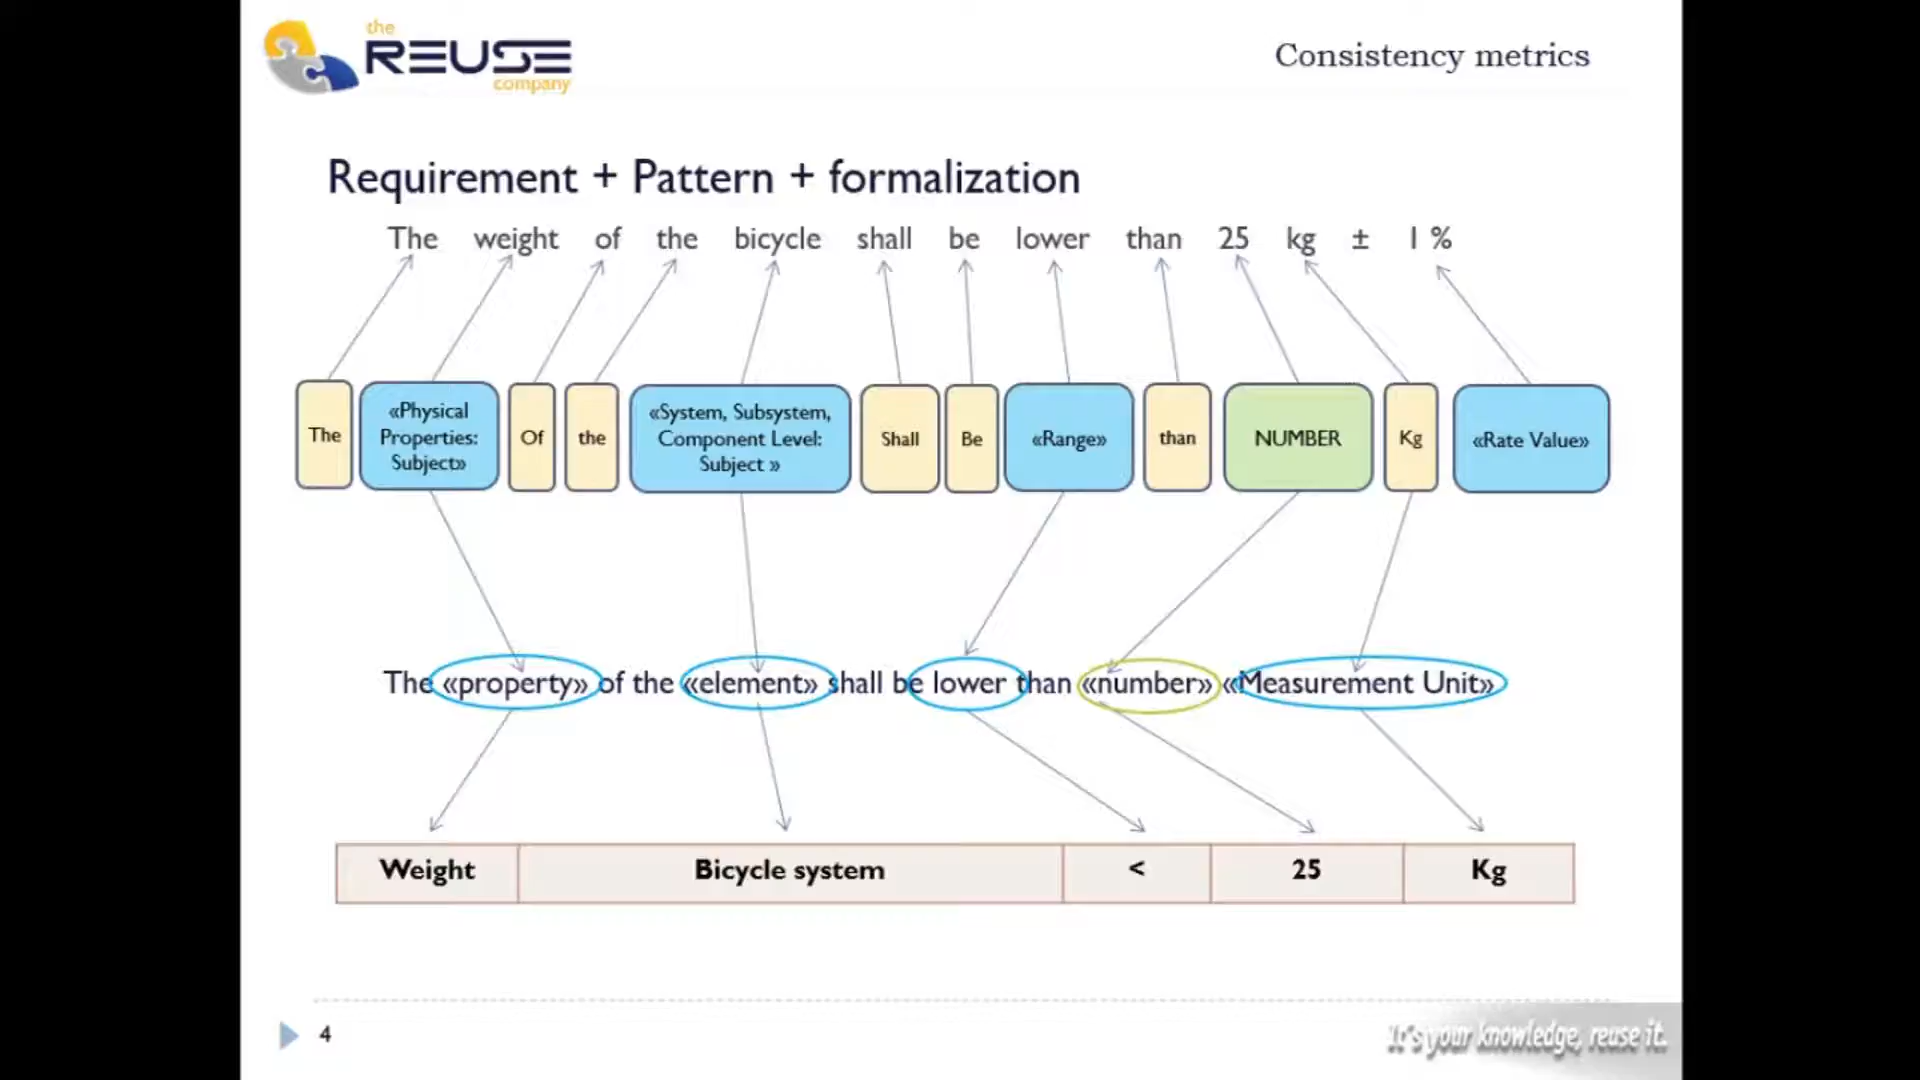 the
REUSE
company
Consistency metrics
Requirement + Pattern + formalization
The weight of the bicycle shall be lower than 25 kg ± 1 %
The
«Physical
Properties:
Subject»
Of
the
«System, Subsystem,
Component Level:
Subject »
Shall
Be
«Range»
than
NUMBER
Kg
«Rate Value»
The «property» of the «element» shall be lower than «number» «Measurement Unit»
Weight Bicycle system < 25 Kg
4
It's your knowledge, reuse it.